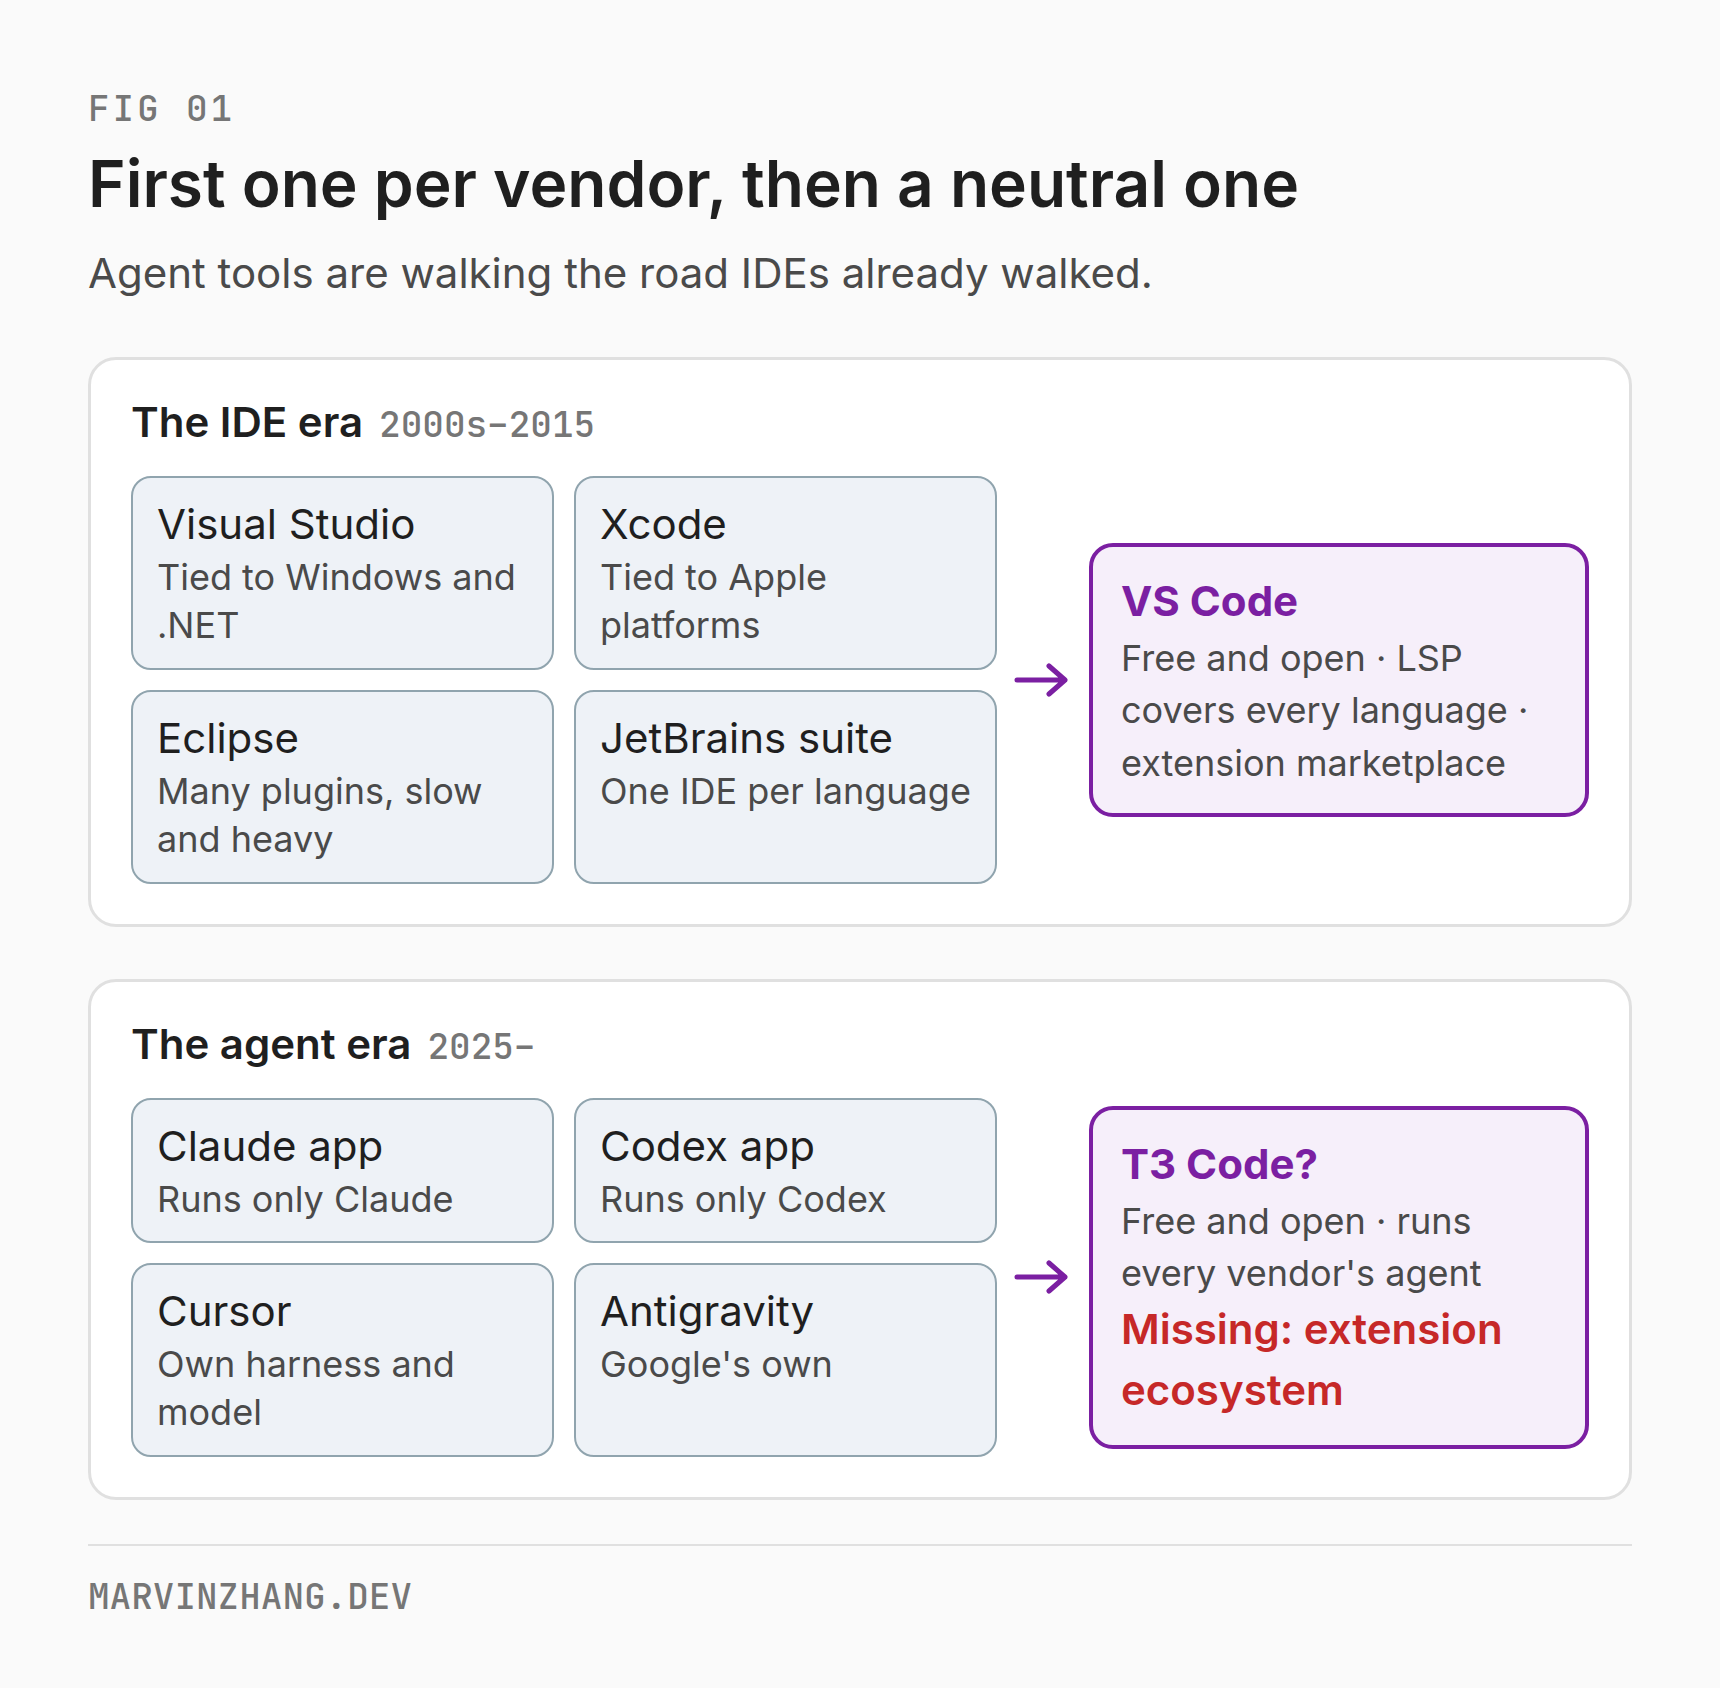 FIG 01
First one per vendor, then a neutral one
Agent tools are walking the road IDEs already walked.
The IDE era 2000s–2015
Visual Studio
Tied to Windows and
.NET
Xcode
Tied to Apple
platforms
Eclipse
Many plugins, slow
and heavy
JetBrains suite
One IDE per language
VS Code
Free and open · LSP
covers every language ·
extension marketplace
The agent era 2025–
Claude app
Runs only Claude
Codex app
Runs only Codex
Cursor
Own harness and
model
Antigravity
Google's own
T3 Code?
Free and open · runs
every vendor's agent
Missing: extension
ecosystem
MARVINZHANG.DEV